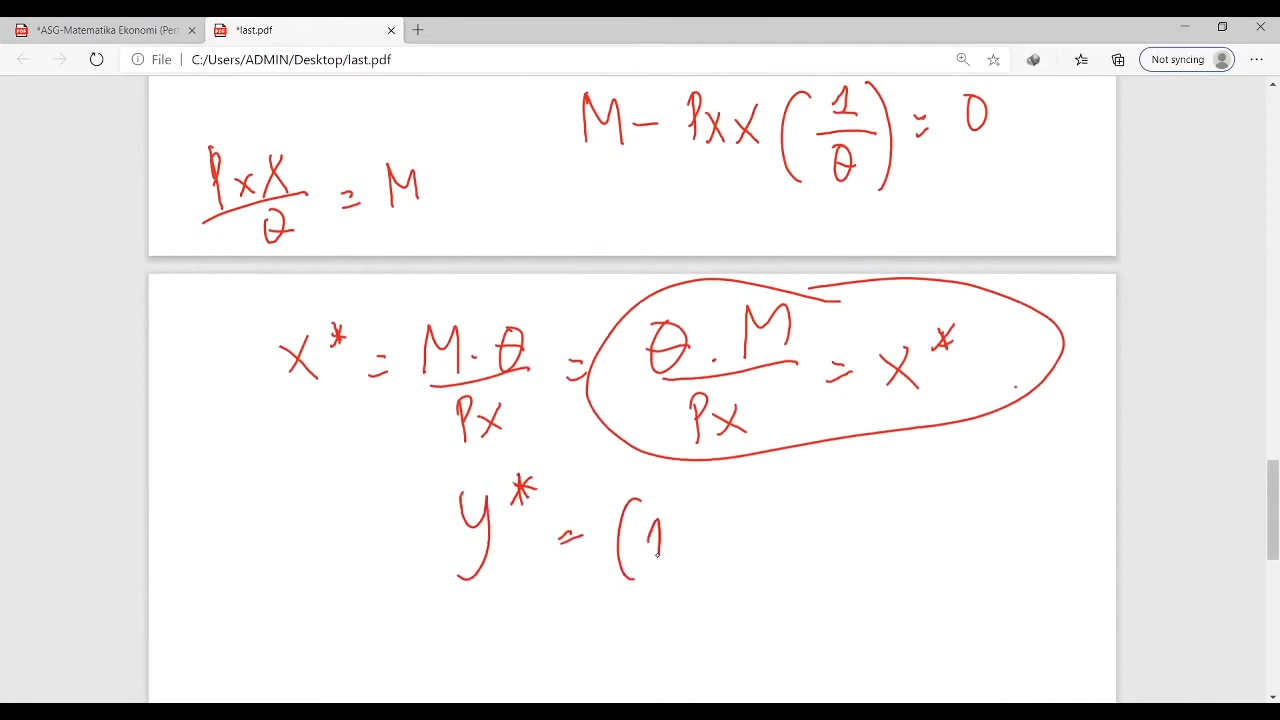 *ASG-Matematika Ekonomi (Pert
*last.pdf
File
C:/Users/ADMIN/Desktop/last.pdf
Not syncing
M - Px X (1/θ) = 0
Px X / θ = M
X* = M · θ / Px = θ · M / Px = X*
y* = (1